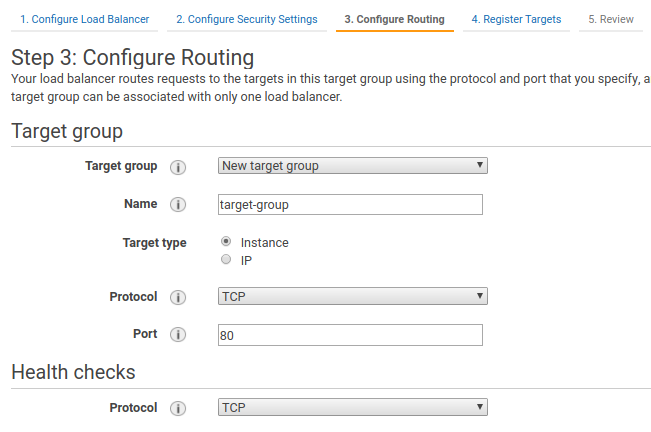 1. Configure Load Balancer 2. Configure Security Settings 3. Configure Routing 4. Register Targets 5. Review
Step 3: Configure Routing
Your load balancer routes requests to the targets in this target group using the protocol and port that you specify, a
target group can be associated with only one load balancer.
Target group
Target group i New target group
Name i target-group
Target type Instance
IP
Protocol i TCP
Port i 80
Health checks
Protocol i TCP